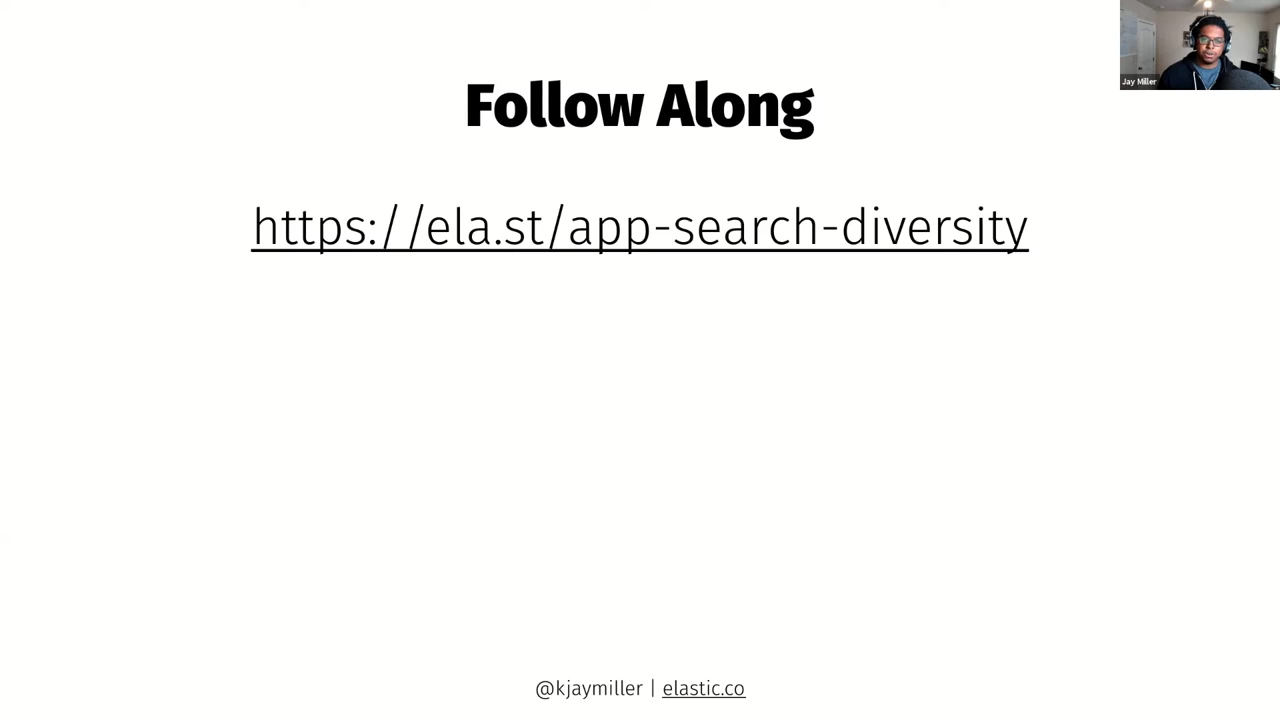 Follow Along
Jay Miller
https://ela.st/app-search-diversity
@kjaymiller | elastic.co